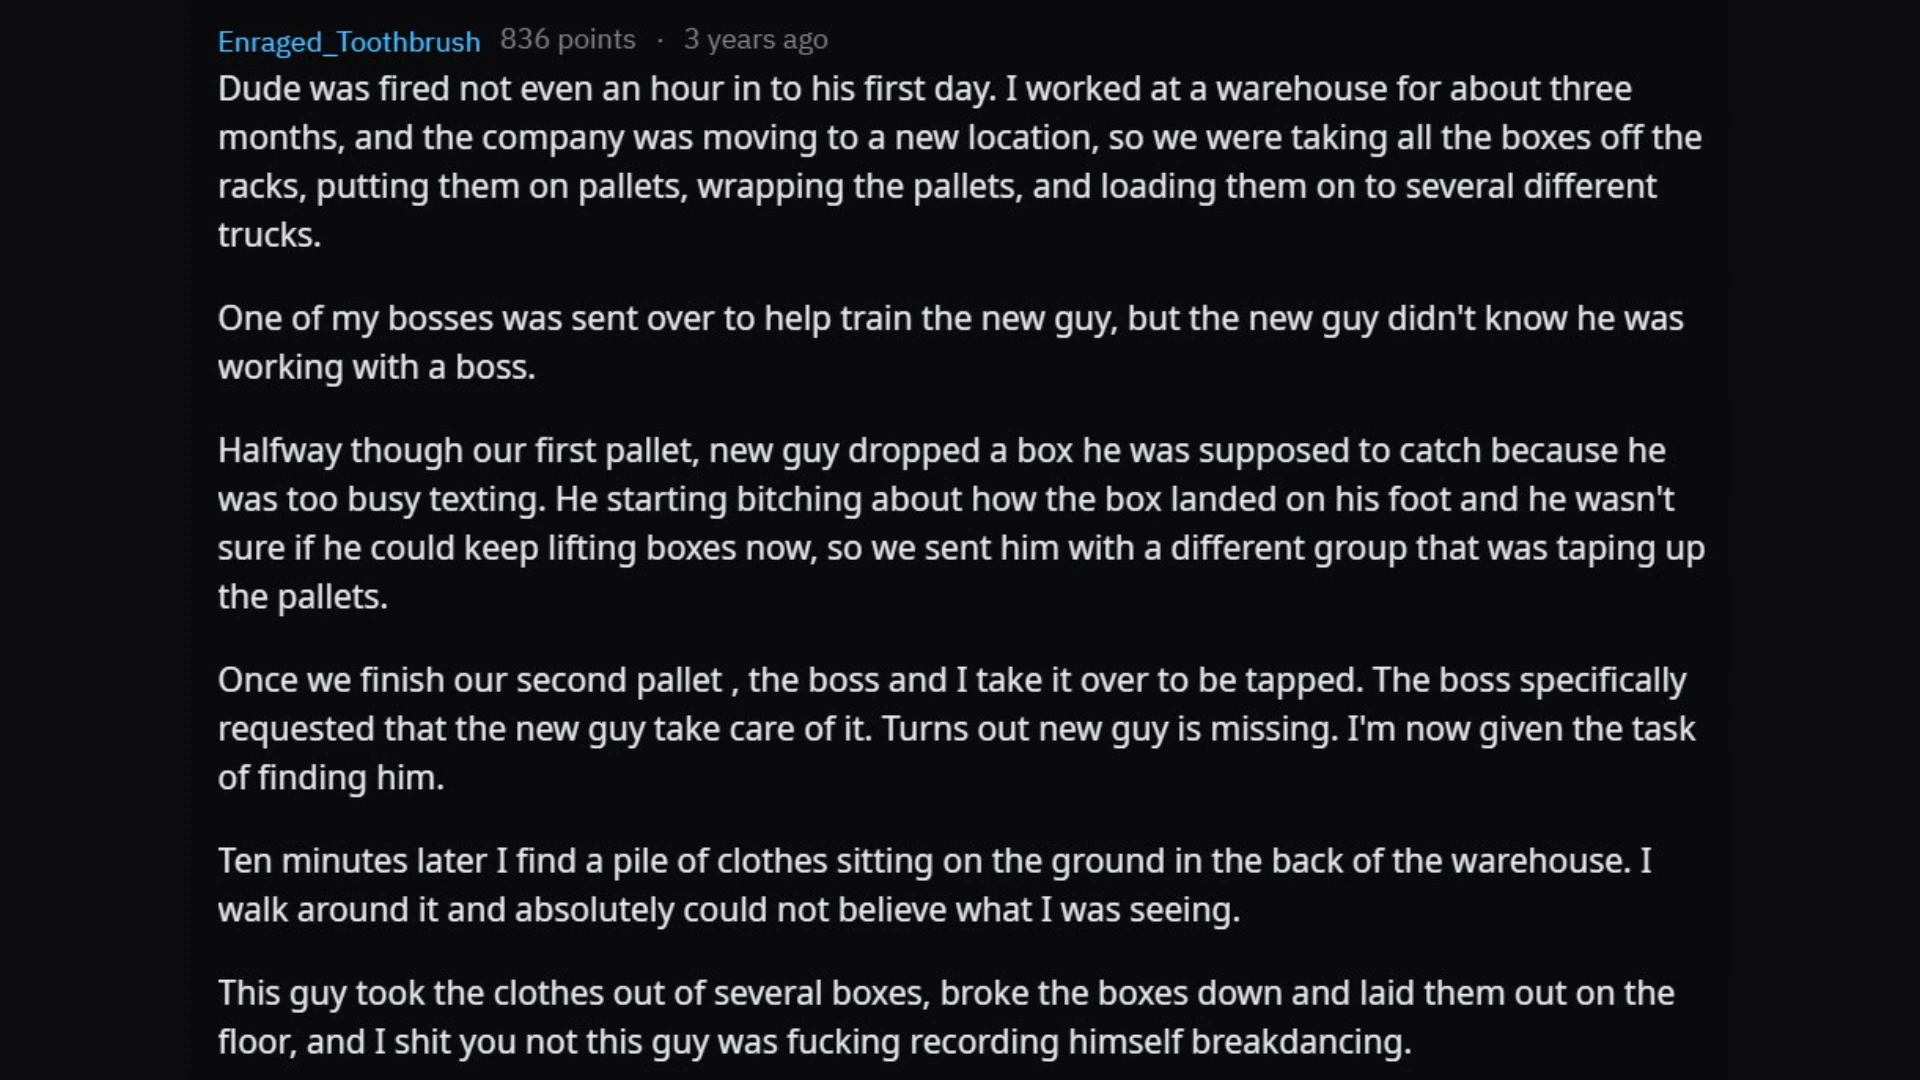 Enraged_Toothbrush 836 points · 3 years ago
Dude was fired not even an hour in to his first day. I worked at a warehouse for about three
months, and the company was moving to a new location, so we were taking all the boxes off the
racks, putting them on pallets, wrapping the pallets, and loading them on to several different
trucks.
One of my bosses was sent over to help train the new guy, but the new guy didn't know he was
working with a boss.
Halfway though our first pallet, new guy dropped a box he was supposed to catch because he
was too busy texting. He starting bitching about how the box landed on his foot and he wasn't
sure if he could keep lifting boxes now, so we sent him with a different group that was taping up
the pallets.
Once we finish our second pallet , the boss and I take it over to be tapped. The boss specifically
requested that the new guy take care of it. Turns out new guy is missing. I'm now given the task
of finding him.
Ten minutes later I find a pile of clothes sitting on the ground in the back of the warehouse. I
walk around it and absolutely could not believe what I was seeing.
This guy took the clothes out of several boxes, broke the boxes down and laid them out on the
floor, and I shit you not this guy was fucking recording himself breakdancing.